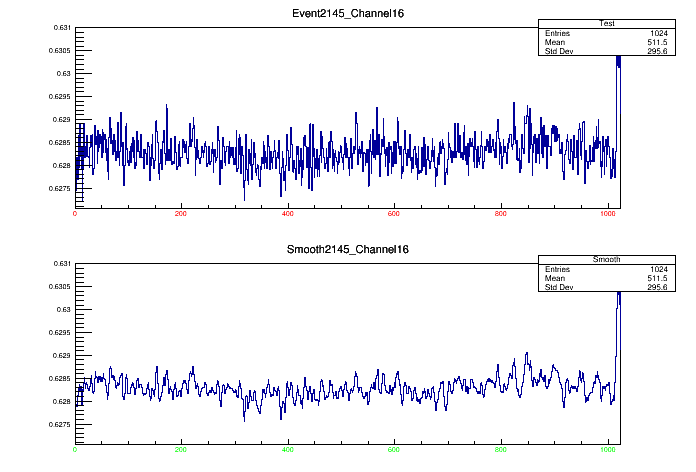 Event2145_Channel16
Test
Entries 1024
Mean 511.5
Std Dev 295.6
0.631
0.6305
0.63
0.6295
0.629
0.6285
0.628
0.6275
0 200 400 600 800 1000
Smooth2145_Channel16
Smooth
Entries 1024
Mean 511.5
Std Dev 295.6
0.631
0.6305
0.63
0.6295
0.629
0.6285
0.628
0.6275
0 200 400 600 800 1000